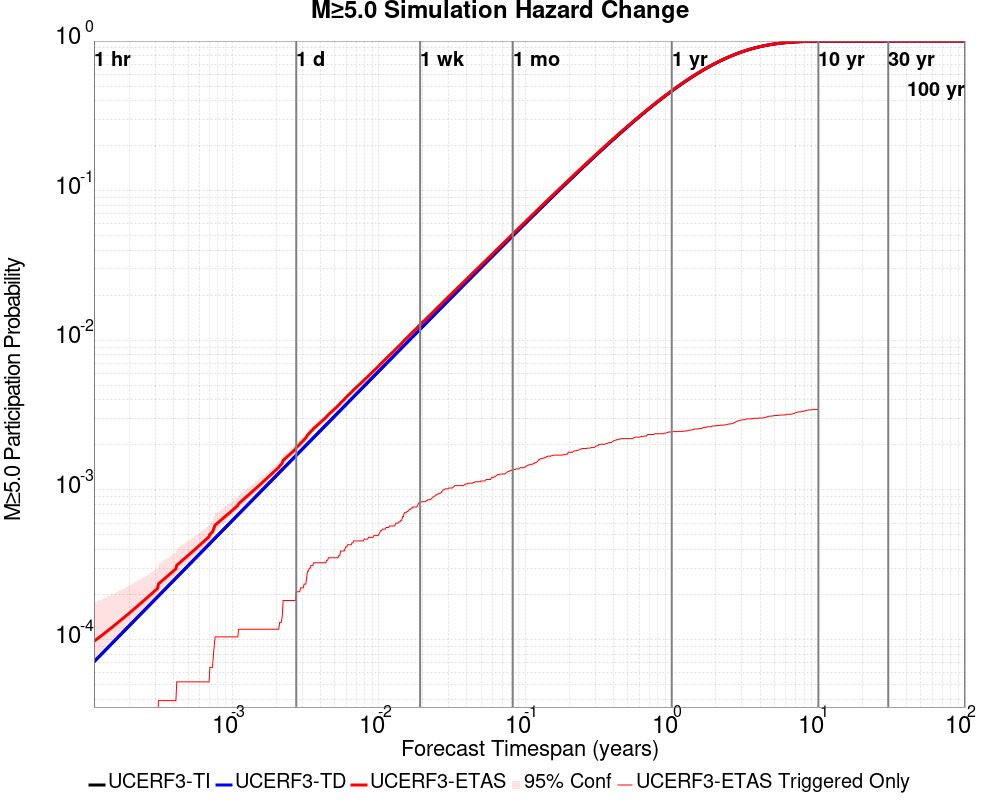 M≥5.0 Simulation Hazard Change
1 hr
1 d
1 wk
1 mo
1 yr
10 yr
30 yr
100 yr
10^0
10^-1
10^-2
10^-3
10^-4
M≥5.0 Participation Probability
10^-3
10^-2
10^-1
10^0
10^1
10^2
Forecast Timespan (years)
UCERF3-TI
UCERF3-TD
UCERF3-ETAS
95% Conf
UCERF3-ETAS Triggered Only